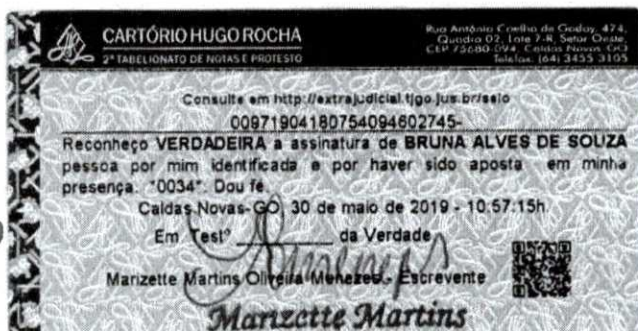 CARTÓRIO HUGO ROCHA
2º TABELIONATO DE NOTAS E PROTESTO
Rua Antônio Coelho de Godoy, 474,
Quadra 02, Lote 7-R, Setor Oeste,
CEP 75680-094, Caldas Novas GO
Telefax: (64) 3455 3105
Consulte em http://extrajudicial.tjgo.jus.br/selo
00971904180754094602745-
Reconheço VERDADEIRA a assinatura de BRUNA ALVES DE SOUZA
pessoa por mim identificada e por haver sido aposta em minha
presença. *0034*. Dou fé.
Caldas Novas-GO, 30 de maio de 2019 - 10:57:15h
Em Testº ________ da Verdade
Marizette Martins Oliveira Menezes - Escrevente
Marizette Martins